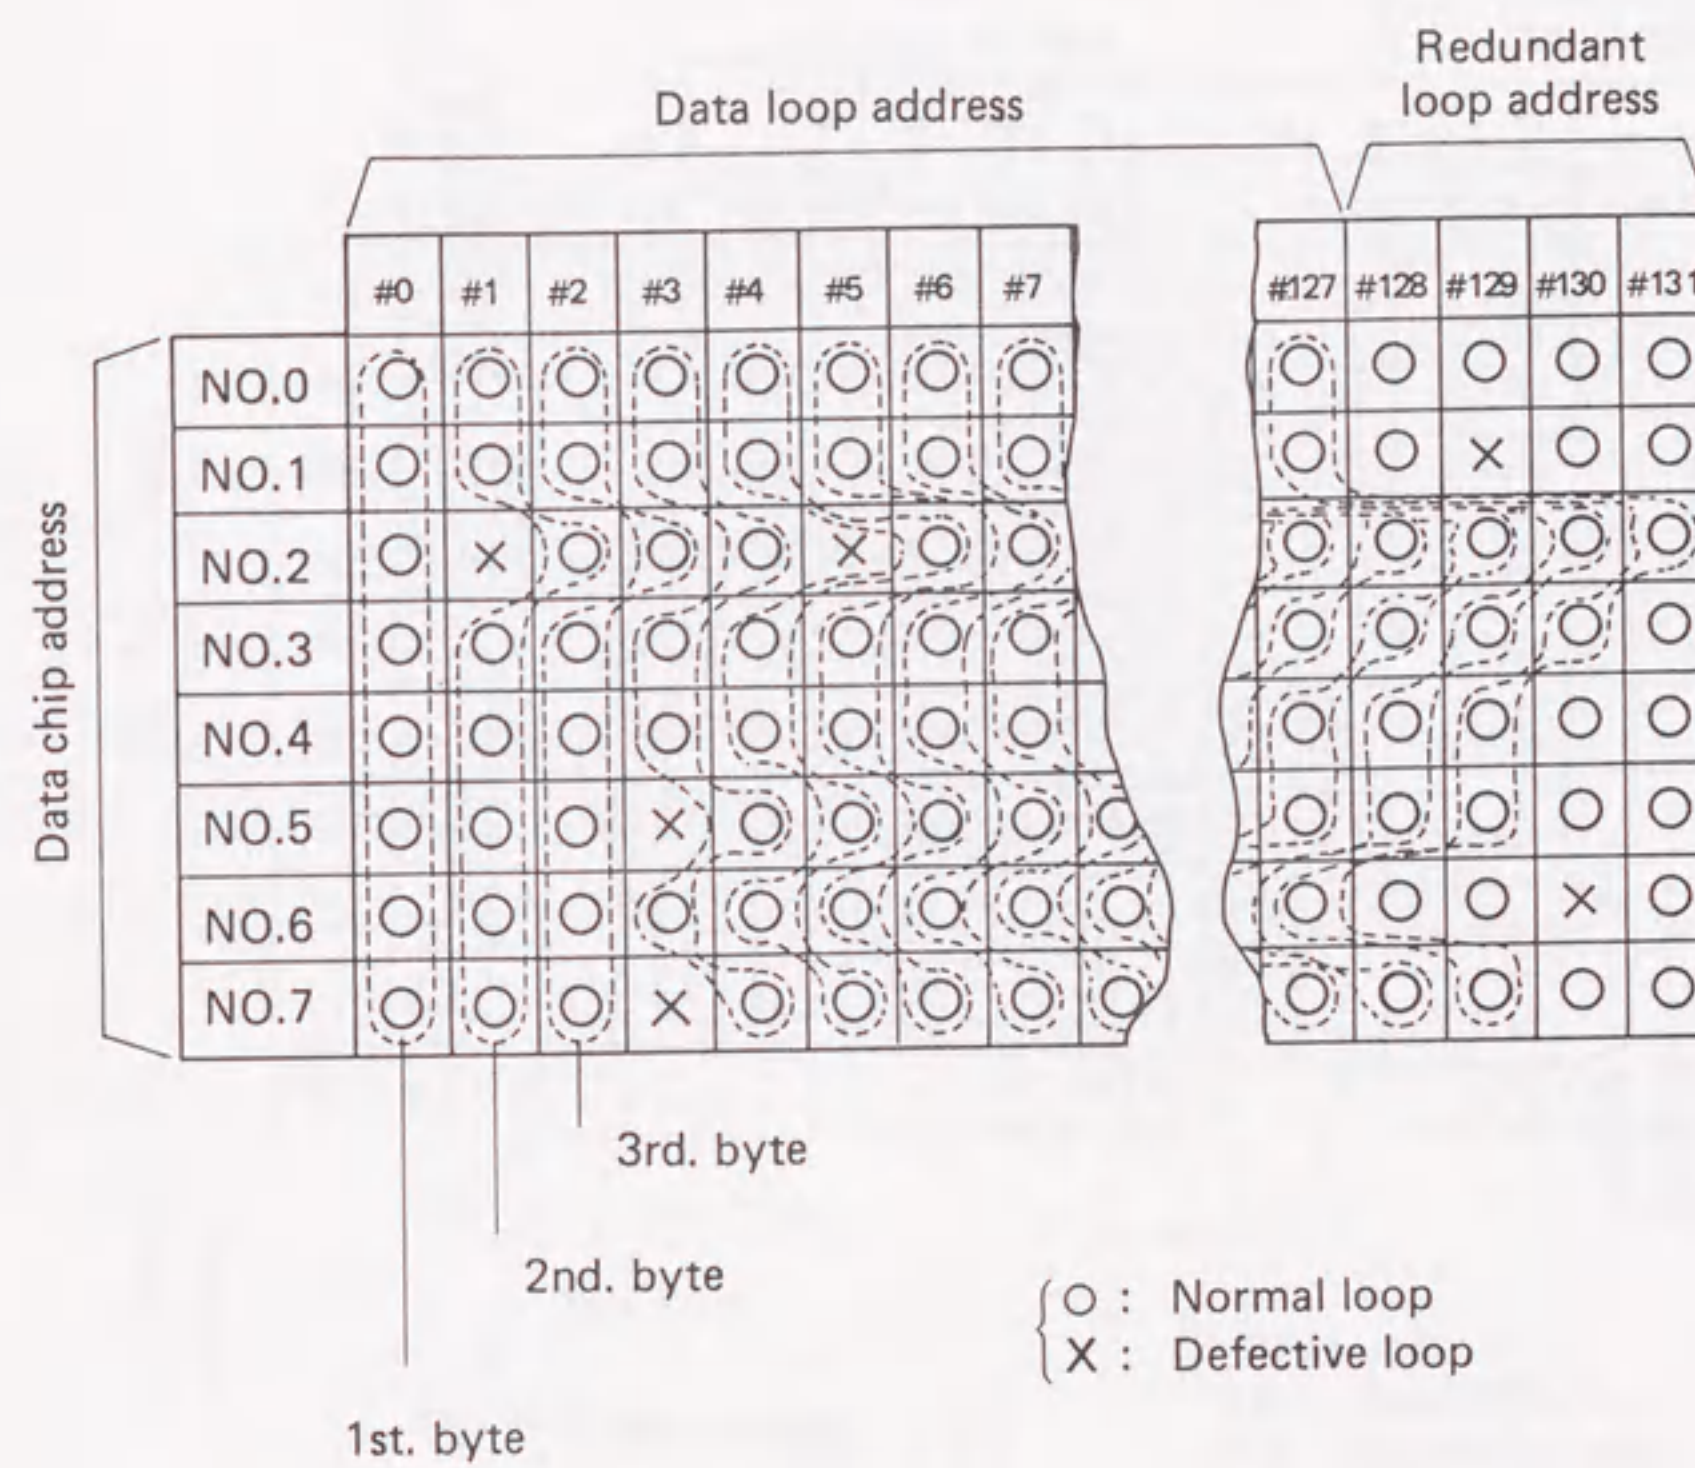 Redundant
loop address
Data loop address
#0 #1 #2 #3 #4 #5 #6 #7 #127 #128 #129 #130 #131
Data chip address
NO.0
NO.1
NO.2
NO.3
NO.4
NO.5
NO.6
NO.7
3rd. byte
2nd. byte
1st. byte
O : Normal loop
X : Defective loop